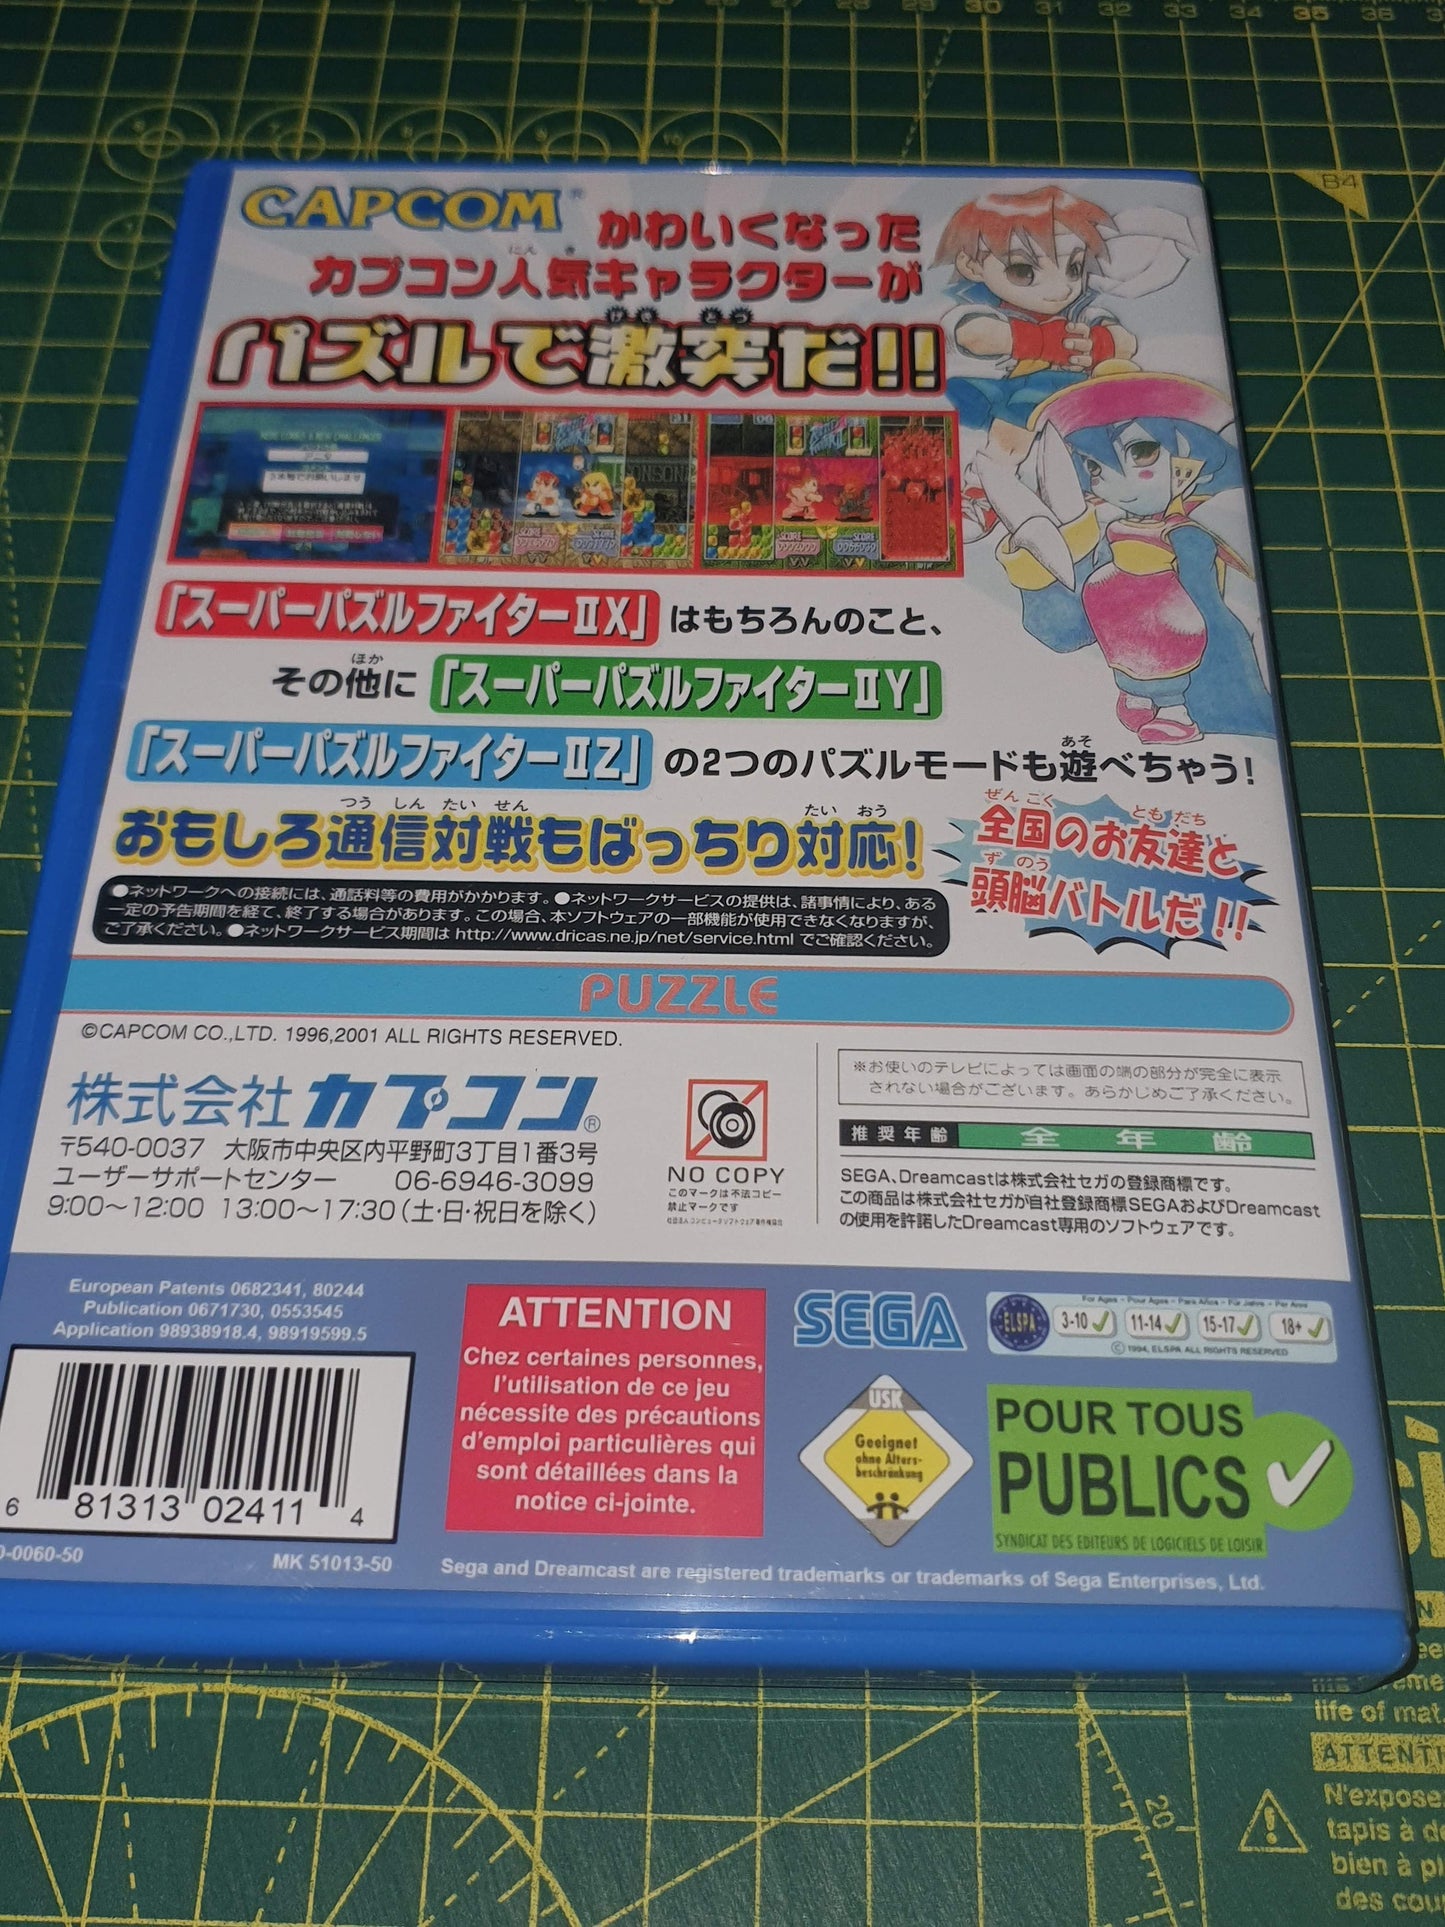 CAPCOM®
かわいくなった
カプコン人気キャラクターが
パズルで激突だ!!
「スーパーパズルファイターIIX」はもちろんのこと、
その他に「スーパーパズルファイターIIY」
「スーパーパズルファイターIIZ」の2つのパズルモードも遊べちゃう!
おもしろ通信対戦もばっちり対応!
全国のお友達と
頭脳バトルだ!!
●ネットワークへの接続には、通話料等の費用がかかります。●ネットワークサービスの提供は、諸事情により、ある
一定の予告期間を経て、終了する場合があります。この場合、本ソフトウェアの一部機能が使用できなくなりますが、
ご了承ください。●ネットワークサービス期間は http://www.dricas.ne.jp/net/service.html でご確認ください。
PUZZLE
©CAPCOM CO.,LTD. 1996,2001 ALL RIGHTS RESERVED.
株式会社カプコン®
〒540-0037 大阪市中央区内平野町3丁目1番3号
ユーザーサポートセンター 06-6946-3099
9:00～12:00 13:00～17:30(土・日・祝日を除く)
NO COPY
このマークは不法コピー
禁止マークです
※お使いのテレビによっては画面の端の部分が完全に表示
されない場合がございます。あらかじめご了承ください。
推奨年齢 全年齢
SEGA、Dreamcastは株式会社セガの登録商標です。
この商品は株式会社セガが自社登録商標SEGAおよびDreamcast
の使用を許諾したDreamcast専用のソフトウェアです。
European Patents 0682341, 80244
Publication 0671730, 0553545
Application 98938918.4, 98919599.5
6 81313 02411 4
0-0060-50
MK 51013-50
ATTENTION
Chez certaines personnes,
l'utilisation de ce jeu
nécessite des précautions
d'emploi particulières qui
sont détaillées dans la
notice ci-jointe.
SEGA
ELSPA
3-10 11-14 15-17 18+
© 1994, ELSPA ALL RIGHTS RESERVED
USK
Geeignet
ohne Alters-
beschränkung
POUR TOUS
PUBLICS
SYNDICAT DES EDITEURS DE LOGICIELS DE LOISIR
Sega and Dreamcast are registered trademarks or trademarks of Sega Enterprises, Ltd.
B4
20
life of mat
N'expose
tapis à d
bien à pl
des cou